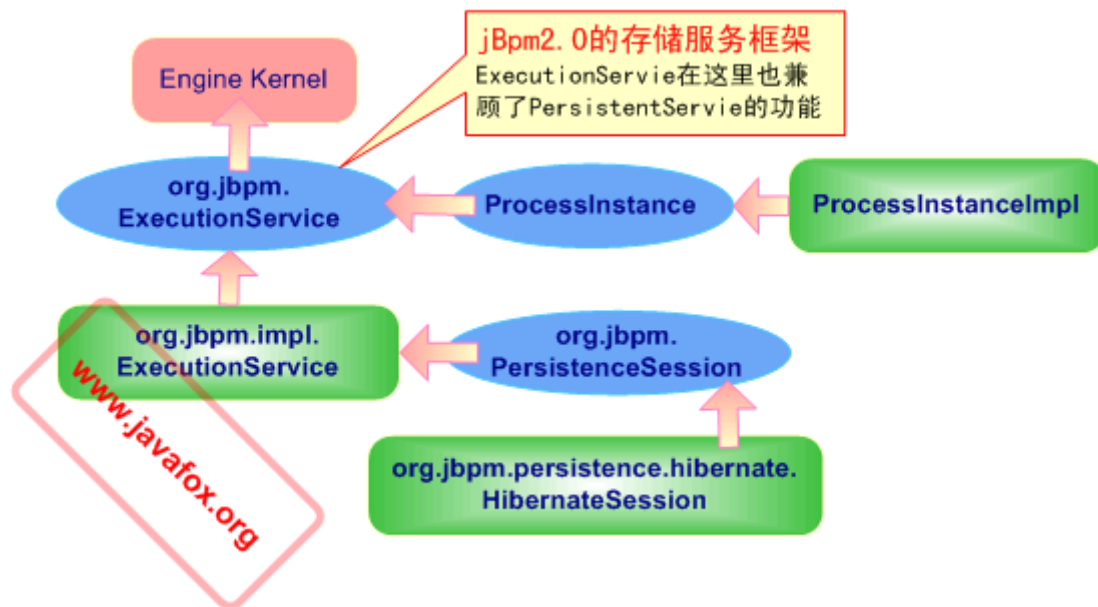 jBpm2.0的存储服务框架
ExecutionServie在这里也兼
顾了PersistentServie的功能
Engine Kernel
org.jbpm.
ExecutionService
ProcessInstance
ProcessInstanceImpl
org.jbpm.impl.
ExecutionService
org.jbpm.
PersistenceSession
org.jbpm.persistence.hibernate.
HibernateSession
www.javafox.org